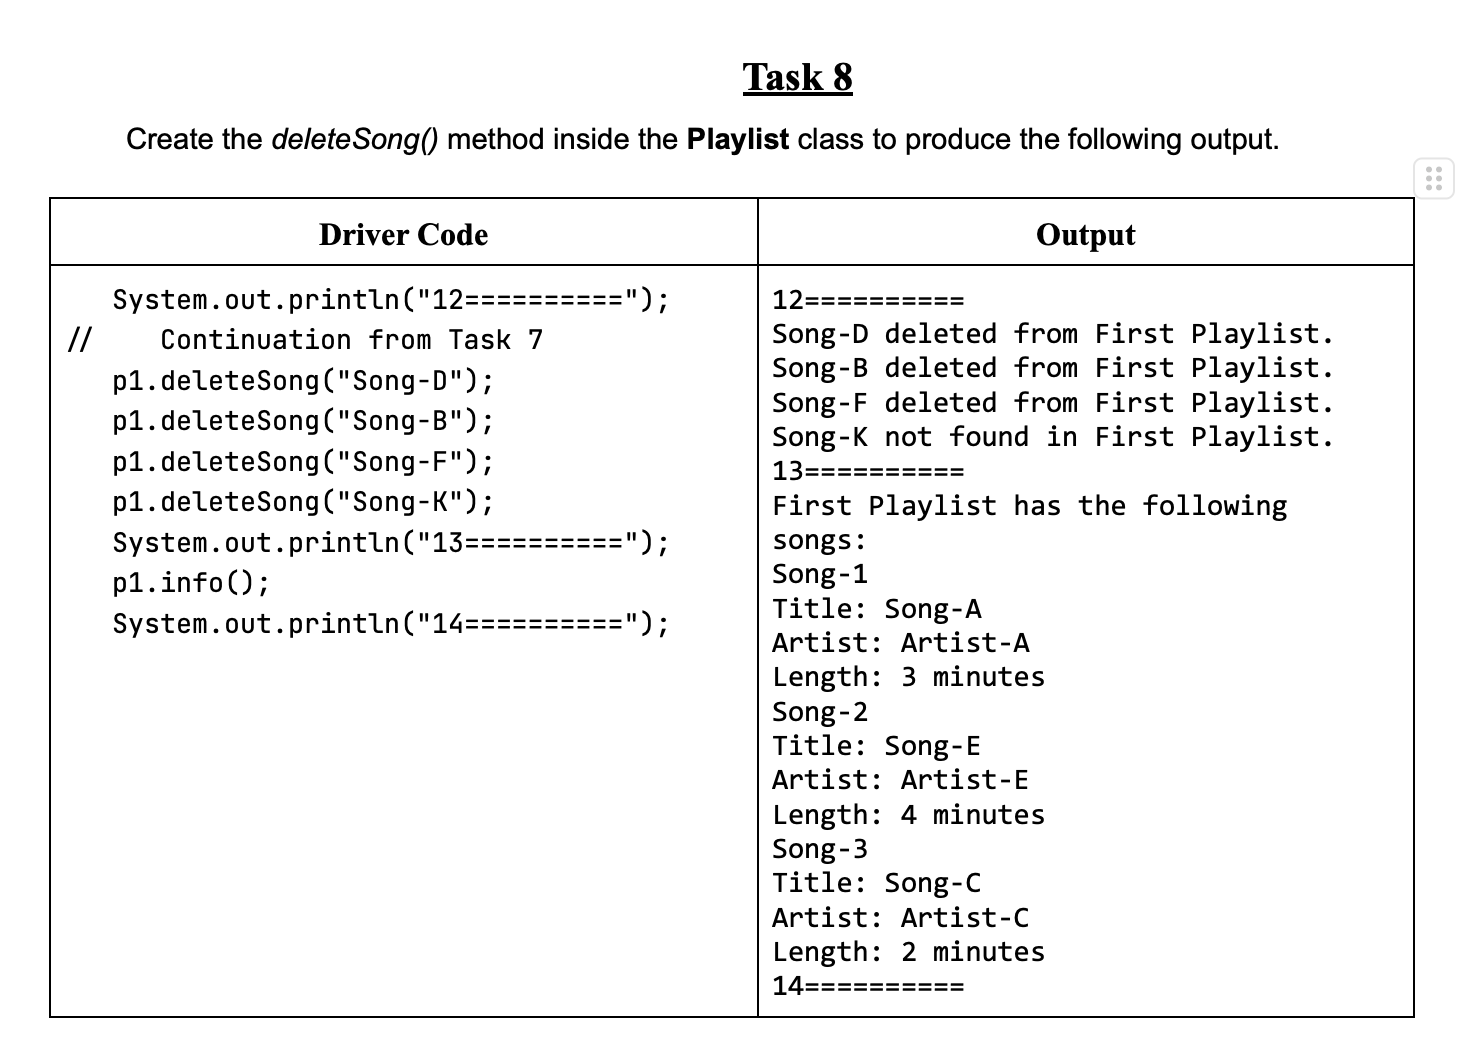 Task 8
Create the deleteSong() method inside the Playlist class to produce the following output.
Driver Code
System.out.println("12==========");
// Continuation from Task 7
p1.deleteSong("Song-D");
p1.deleteSong("Song-B");
p1.deleteSong("Song-F");
p1.deleteSong("Song-K");
System.out.println("13==========");
p1.info();
System.out.println("14==========");
Output
12==========
Song-D deleted from First Playlist.
Song-B deleted from First Playlist.
Song-F deleted from First Playlist.
Song-K not found in First Playlist.
13==========
First Playlist has the following
songs:
Song-1
Title: Song-A
Artist: Artist-A
Length: 3 minutes
Song-2
Title: Song-E
Artist: Artist-E
Length: 4 minutes
Song-3
Title: Song-C
Artist: Artist-C
Length: 2 minutes
14==========